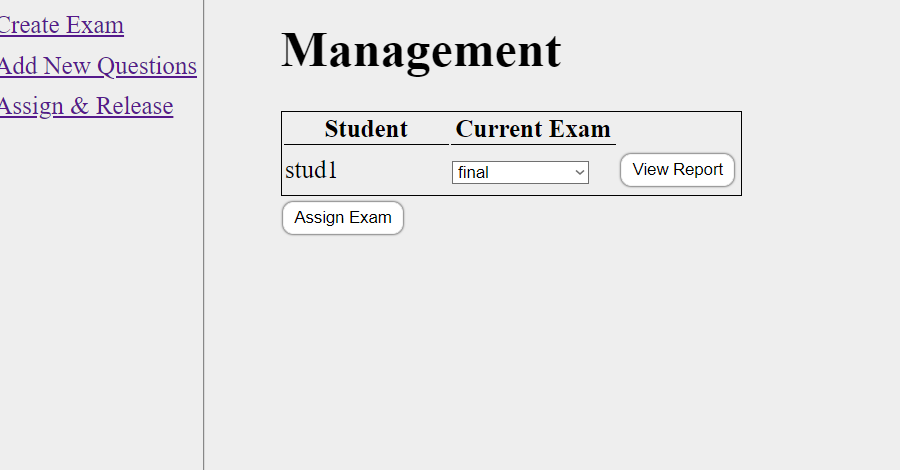 Create Exam
Add New Questions
Assign & Release
Management
Student Current Exam
stud1 final View Report
Assign Exam